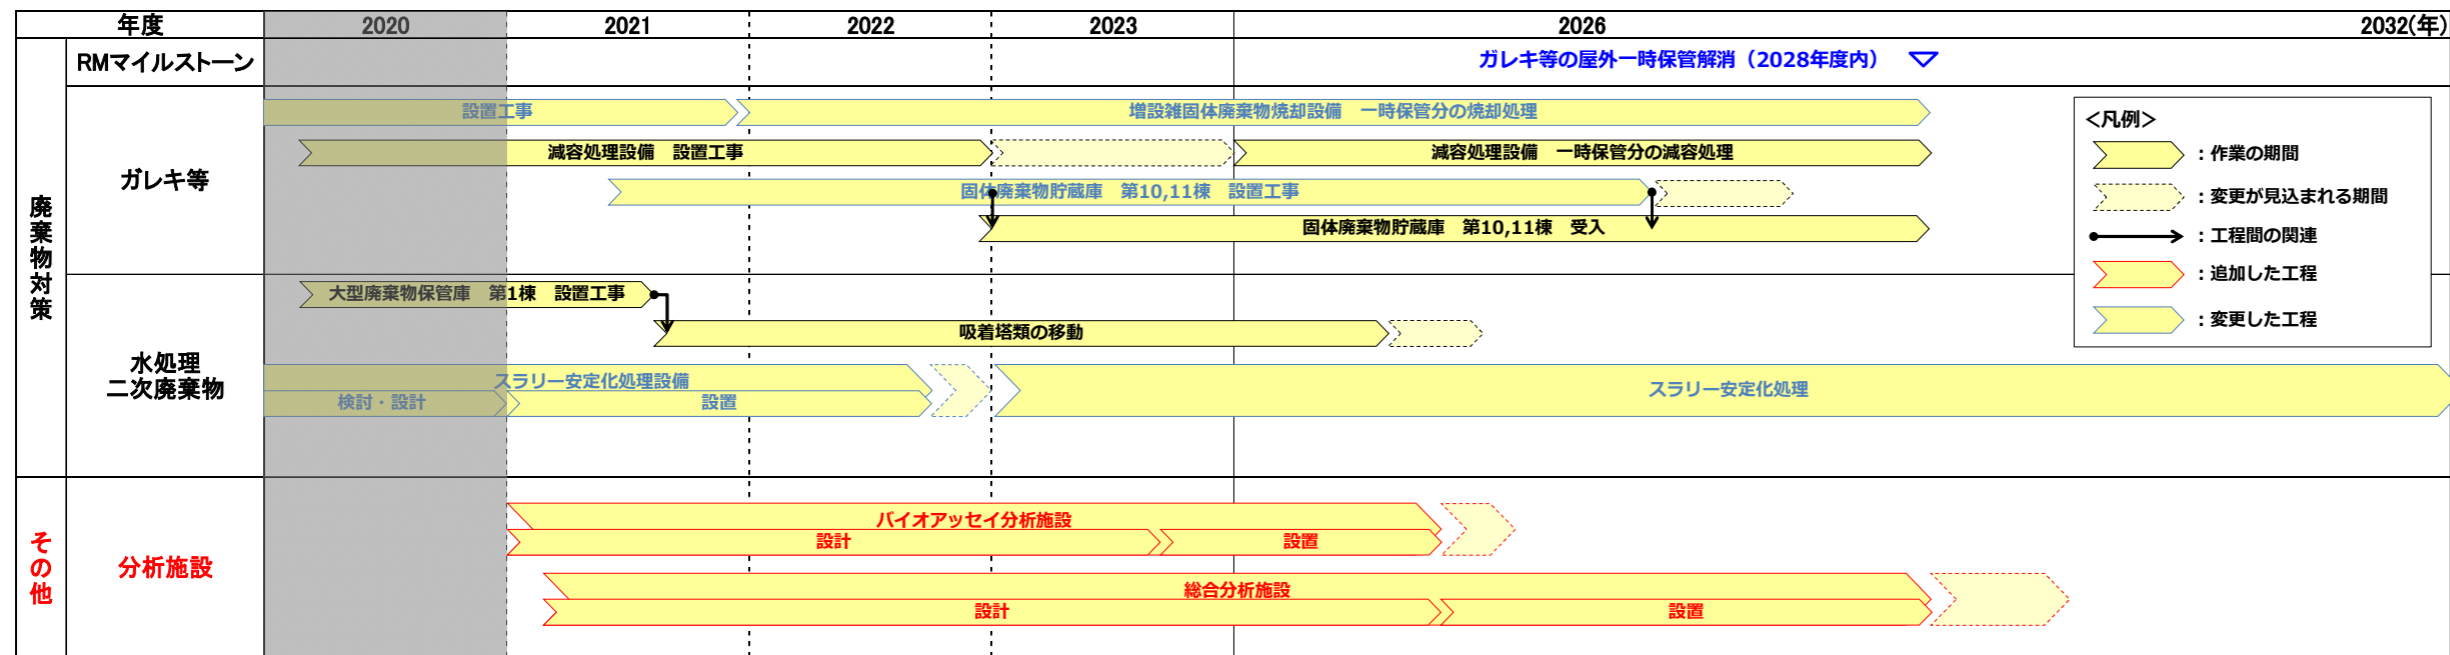 年度 2020 2021 2022 2023 2026 2032(年)
廃棄物対策
RMマイルストーン
ガレキ等の屋外一時保管解消（2028年度内）
ガレキ等
設置工事
増設雑固体廃棄物焼却設備　一時保管分の焼却処理
減容処理設備　設置工事
減容処理設備　一時保管分の減容処理
固体廃棄物貯蔵庫　第10,11棟　設置工事
固体廃棄物貯蔵庫　第10,11棟　受入
水処理
二次廃棄物
大型廃棄物保管庫　第1棟　設置工事
吸着塔類の移動
スラリー安定化処理設備
検討・設計
設置
スラリー安定化処理
その他
分析施設
バイオアッセイ分析施設
設計
設置
総合分析施設
設計
設置
＜凡例＞
：作業の期間
：変更が見込まれる期間
：工程間の関連
：追加した工程
：変更した工程